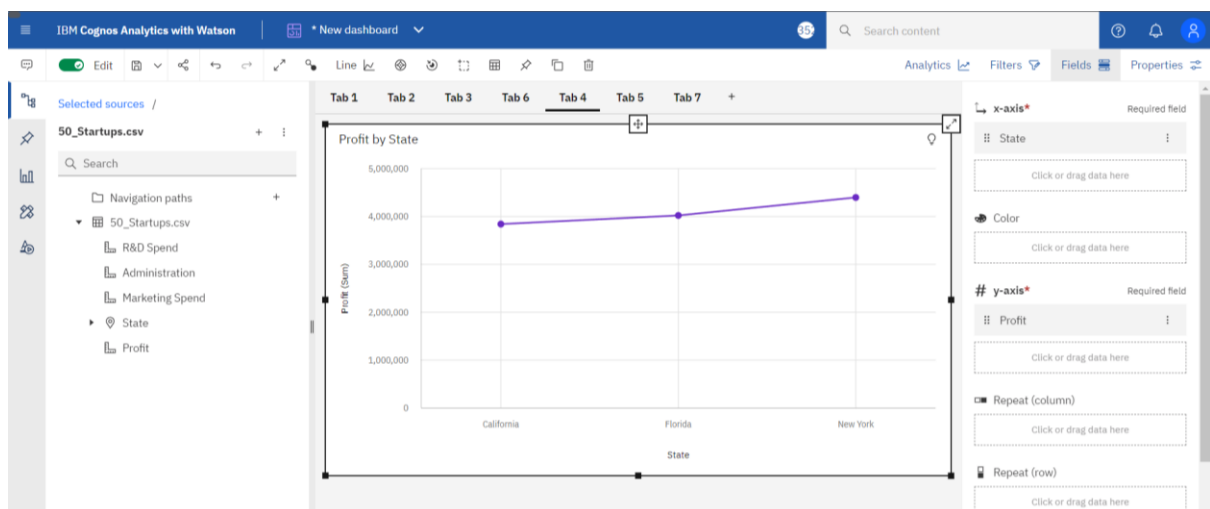 IBM Cognos Analytics with Watson
* New dashboard
35
Search content
Edit
Line
Analytics
Filters
Fields
Properties
Selected sources /
50_Startups.csv
Search
Navigation paths
50_Startups.csv
R&D Spend
Administration
Marketing Spend
State
Profit
Tab 1 Tab 2 Tab 3 Tab 6 Tab 4 Tab 5 Tab 7 +
Profit by State
5,000,000
4,000,000
3,000,000
2,000,000
1,000,000
0
Profit (Sum)
California Florida New York
State
x-axis* Required field
State
Click or drag data here
Color
Click or drag data here
# y-axis* Required field
Profit
Click or drag data here
Repeat (column)
Click or drag data here
Repeat (row)
Click or drag data here